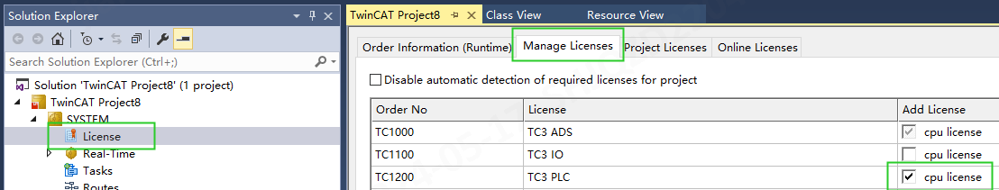 Solution Explorer
Search Solution Explorer (Ctrl+;)
Solution 'TwinCAT Project8' (1 project)
TwinCAT Project8
SYSTEM
License
Real-Time
Tasks
Routes
TwinCAT Project8
Class View
Resource View
Order Information (Runtime)
Manage Licenses
Project Licenses
Online Licenses
Disable automatic detection of required licenses for project
Order No License Add License
TC1000 TC3 ADS cpu license
TC1100 TC3 IO cpu license
TC1200 TC3 PLC cpu license